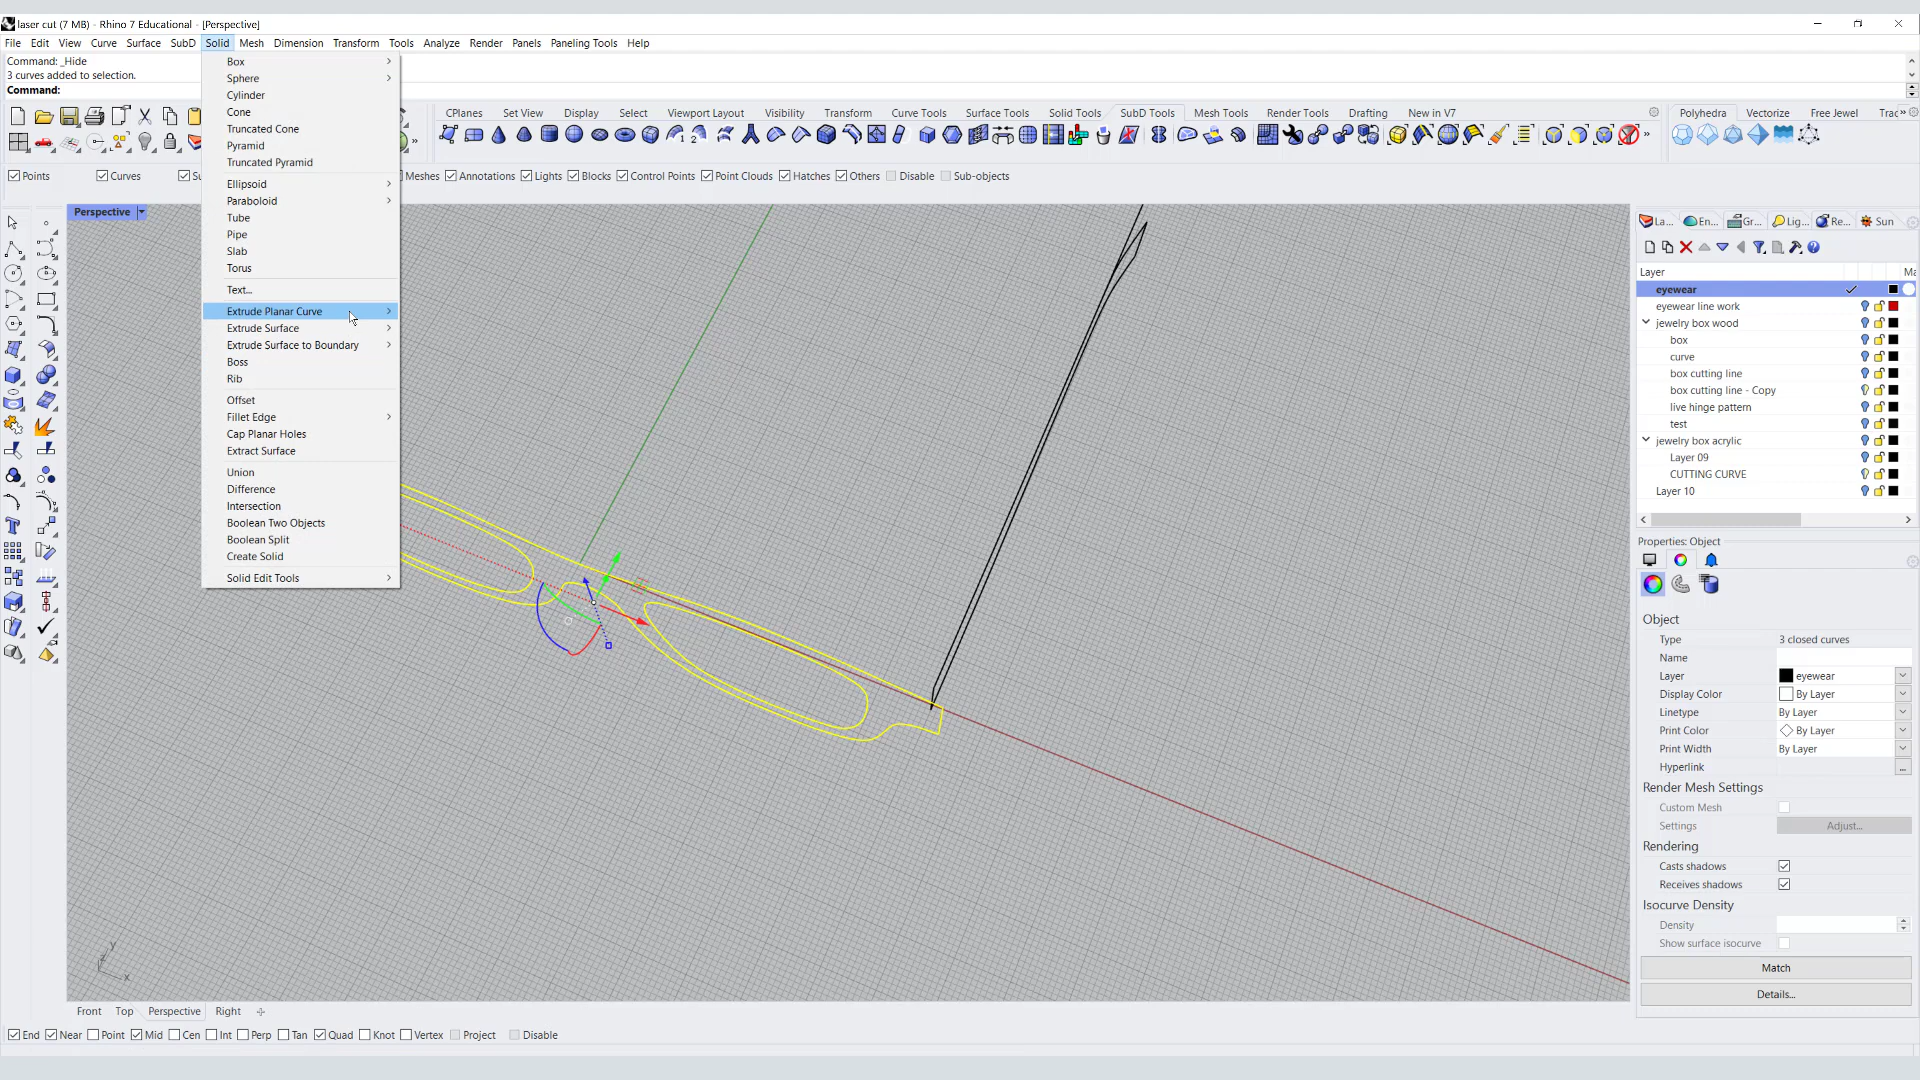 laser cut (7 MB) - Rhino 7 Educational - [Perspective]
File Edit View Curve Surface SubD Solid Mesh Dimension Transform Tools Analyze Render Panels Paneling Tools Help
Command: _Hide
3 curves added to selection.
Command:
CPlanes Set View Display Select Viewport Layout Visibility Transform Curve Tools Surface Tools Solid Tools SubD Tools Mesh Tools Render Tools Drafting New in V7
Polyhedra Vectorize Free Jewel Trac
Points Curves Su Meshes Annotations Lights Blocks Control Points Point Clouds Hatches Others Disable Sub-objects
Perspective
Box
Sphere
Cylinder
Cone
Truncated Cone
Pyramid
Truncated Pyramid
Ellipsoid
Paraboloid
Tube
Pipe
Slab
Torus
Text...
Extrude Planar Curve
Extrude Surface
Extrude Surface to Boundary
Boss
Rib
Offset
Fillet Edge
Cap Planar Holes
Extract Surface
Union
Difference
Intersection
Boolean Two Objects
Boolean Split
Create Solid
Solid Edit Tools
y
z
x
La... En... Gr... Lig... Re... Sun
Layer Ma
eyewear
eyewear line work
jewelry box wood
box
curve
box cutting line
box cutting line - Copy
live hinge pattern
test
jewelry box acrylic
Layer 09
CUTTING CURVE
Layer 10
Properties: Object
Object
Type 3 closed curves
Name
Layer eyewear
Display Color By Layer
Linetype By Layer
Print Color By Layer
Print Width By Layer
Hyperlink ...
Render Mesh Settings
Custom Mesh
Settings Adjust...
Rendering
Casts shadows
Receives shadows
Isocurve Density
Density
Show surface isocurve
Match
Details...
Front Top Perspective Right
End Near Point Mid Cen Int Perp Tan Quad Knot Vertex Project Disable